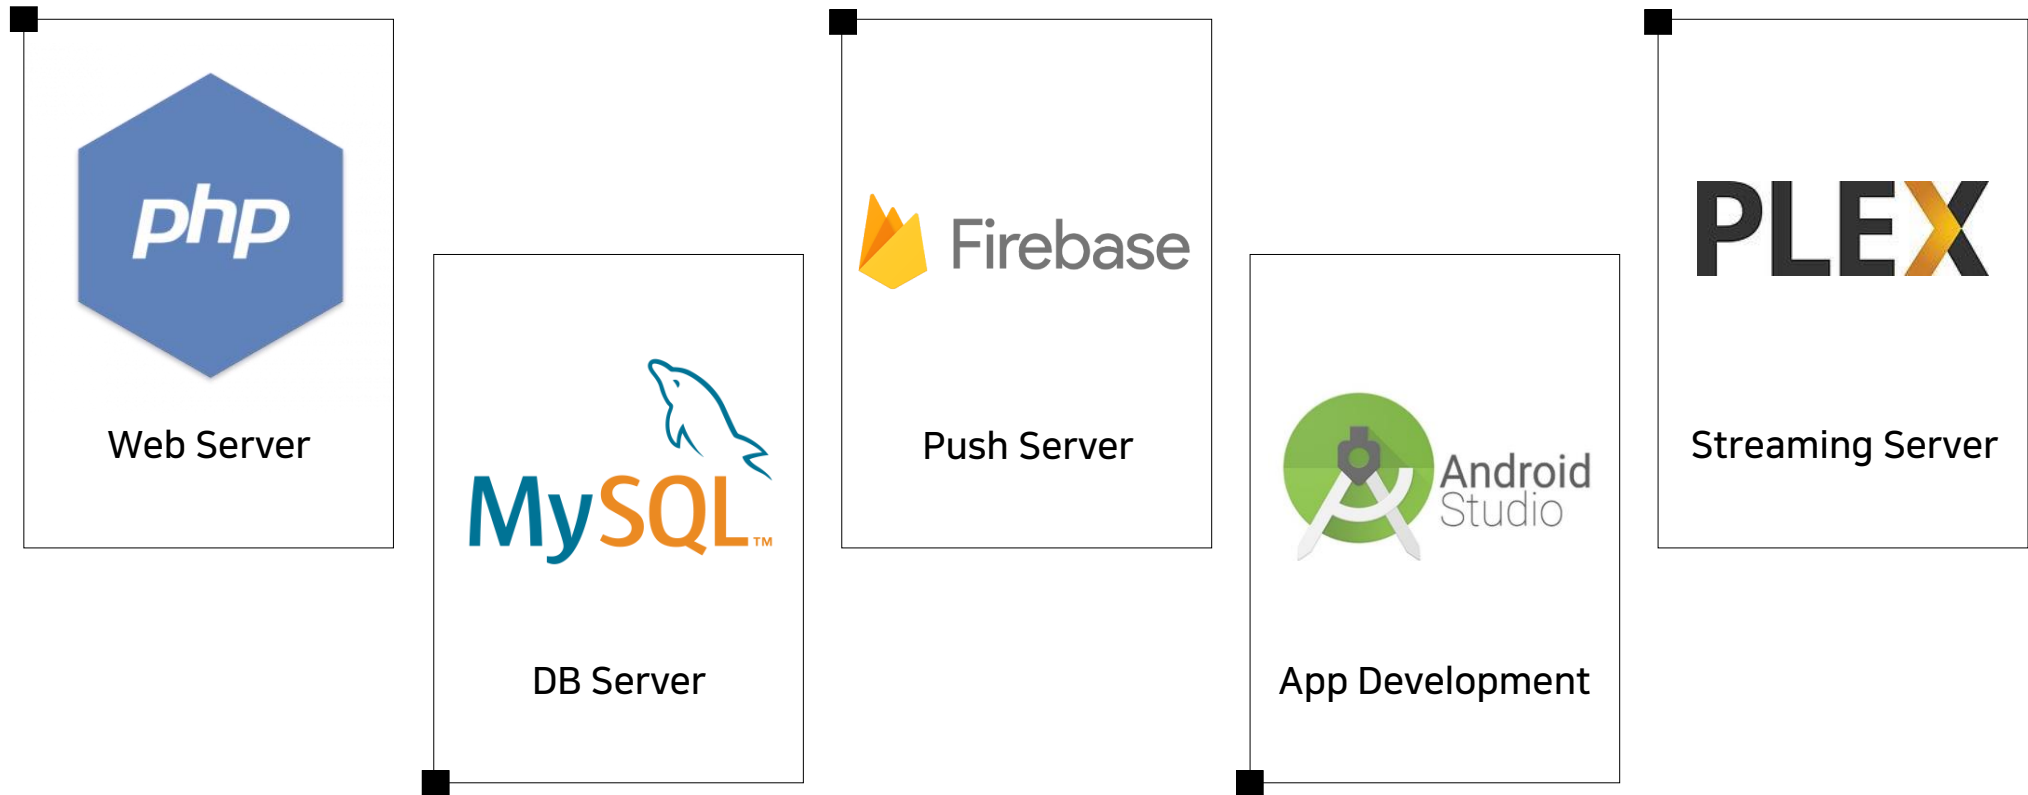 php
Web Server
MySQL™
DB Server
Firebase
Push Server
Android
Studio
App Development
PLEX
Streaming Server